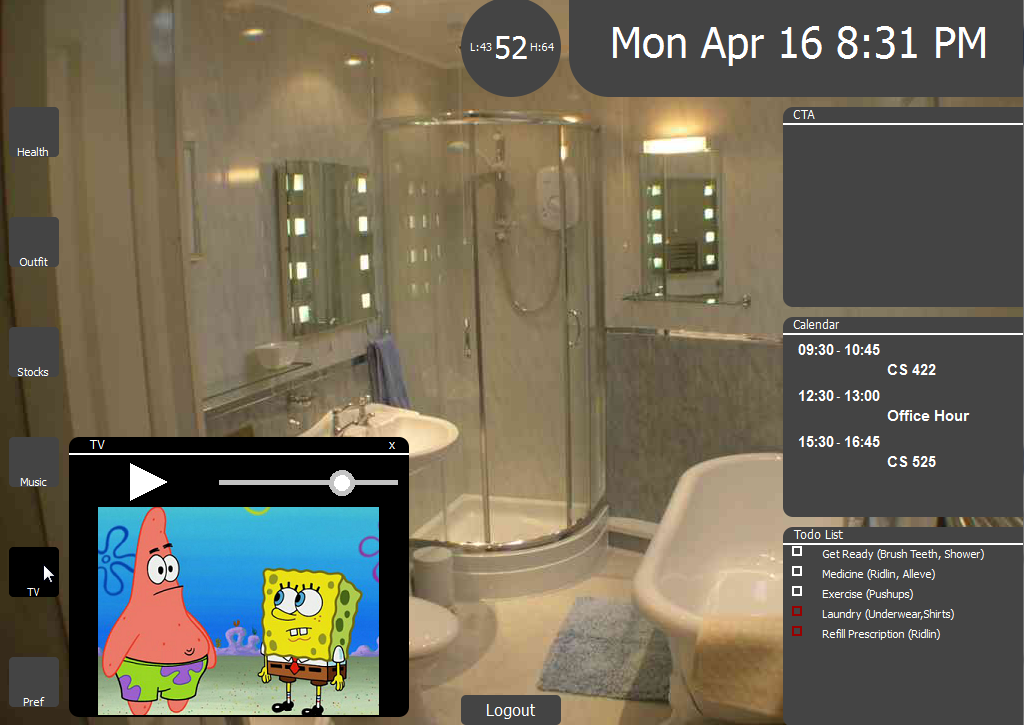 L:43 52 H:64
Mon Apr 16 8:31 PM
Health
Outfit
Stocks
Music
TV
Pref
TV x
CTA
Calendar
09:30 - 10:45
CS 422
12:30 - 13:00
Office Hour
15:30 - 16:45
CS 525
Todo List
Get Ready (Brush Teeth, Shower)
Medicine (Ridlin, Alleve)
Exercise (Pushups)
Laundry (Underwear,Shirts)
Refill Prescription (Ridlin)
Logout